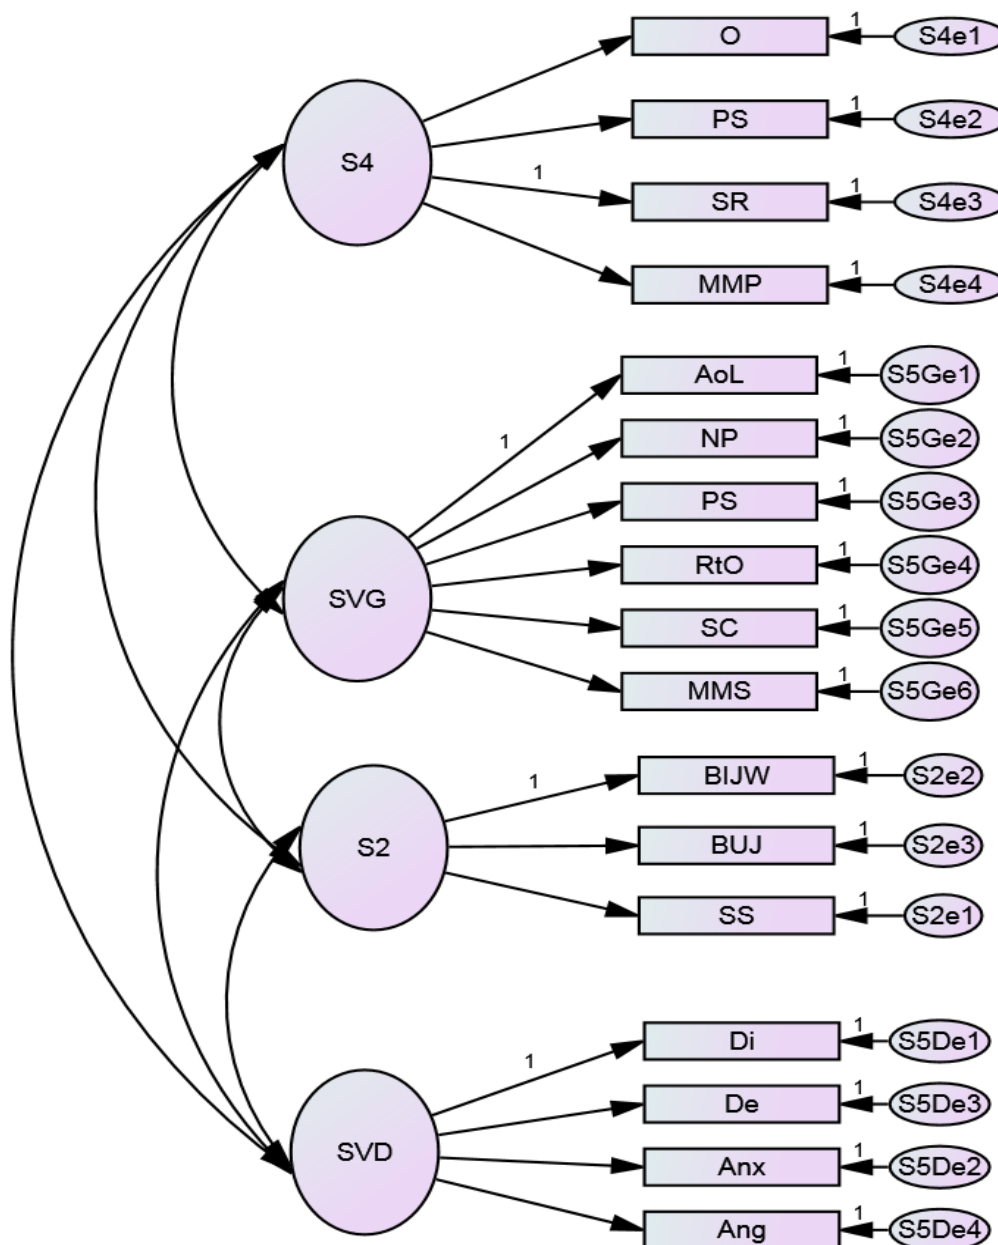 O
1
S4e1
PS
1
S4e2
S4
1
SR
1
S4e3
MMP
1
S4e4
AoL
1
S5Ge1
1
NP
1
S5Ge2
PS
1
S5Ge3
RtO
1
S5Ge4
SVG
SC
1
S5Ge5
MMS
1
S5Ge6
1
BIJW
1
S2e2
S2
BUJ
1
S2e3
SS
1
S2e1
1
Di
1
S5De1
De
1
S5De3
SVD
Anx
1
S5De2
Ang
1
S5De4